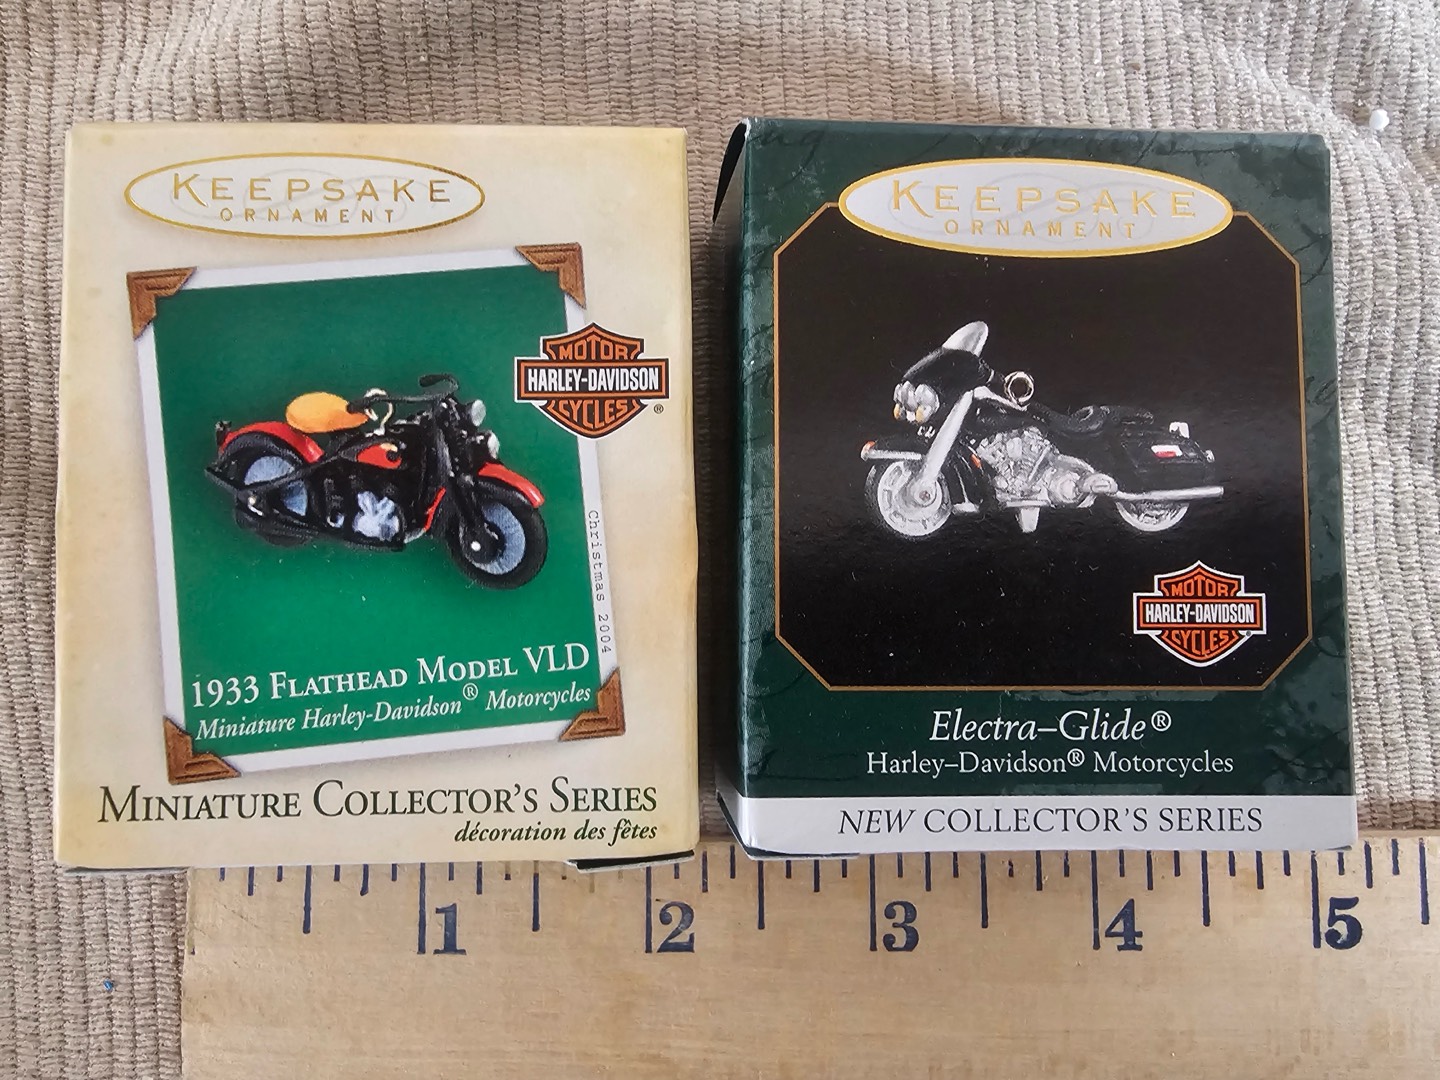 KEEPSAKE
ORNAMENT
MOTOR
HARLEY-DAVIDSON
CYCLES
®
Christmas 2004
1933 FLATHEAD MODEL VLD
Miniature Harley-Davidson® Motorcycles
MINIATURE COLLECTOR'S SERIES
décoration des fêtes
KEEPSAKE
ORNAMENT
MOTOR
HARLEY-DAVIDSON
CYCLES
®
Electra–Glide®
Harley–Davidson® Motorcycles
NEW COLLECTOR'S SERIES
1 2 3 4 5